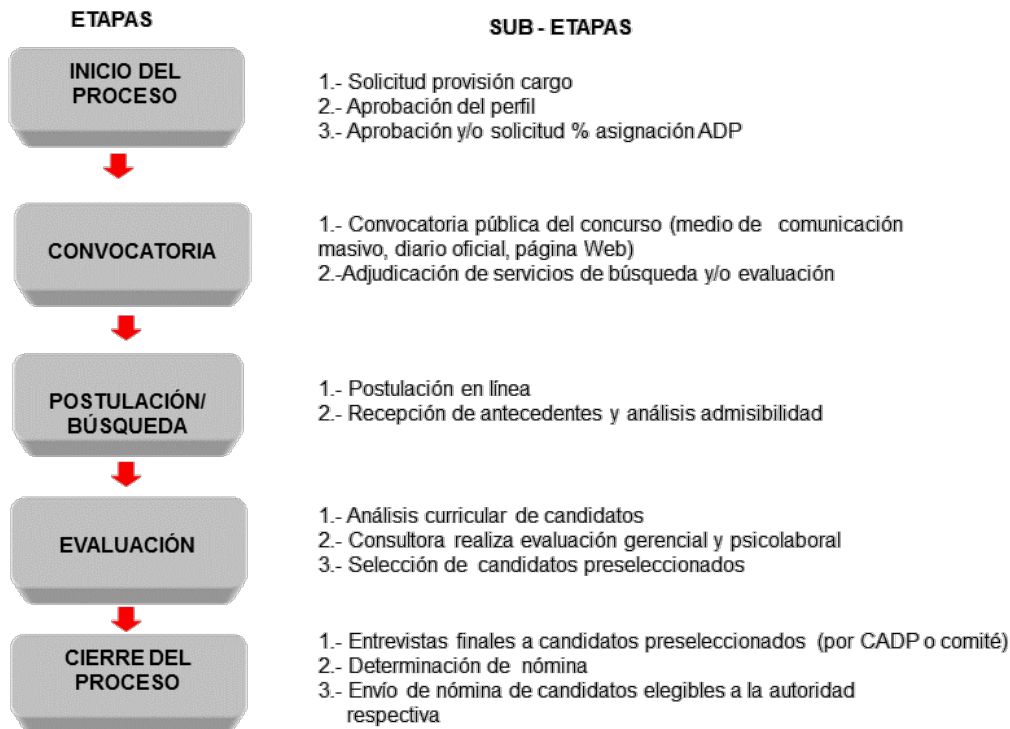 ETAPAS
SUB - ETAPAS
INICIO DEL
PROCESO
1.- Solicitud provisión cargo
2.- Aprobación del perfil
3.- Aprobación y/o solicitud % asignación ADP
CONVOCATORIA
1.- Convocatoria pública del concurso (medio de comunicación
masivo, diario oficial, página Web)
2.-Adjudicación de servicios de búsqueda y/o evaluación
POSTULACIÓN/
BÚSQUEDA
1.- Postulación en línea
2.- Recepción de antecedentes y análisis admisibilidad
EVALUACIÓN
1.- Análisis curricular de candidatos
2.- Consultora realiza evaluación gerencial y psicolaboral
3.- Selección de candidatos preseleccionados
CIERRE DEL
PROCESO
1.- Entrevistas finales a candidatos preseleccionados (por CADP o comité)
2.- Determinación de nómina
3.- Envío de nómina de candidatos elegibles a la autoridad
respectiva